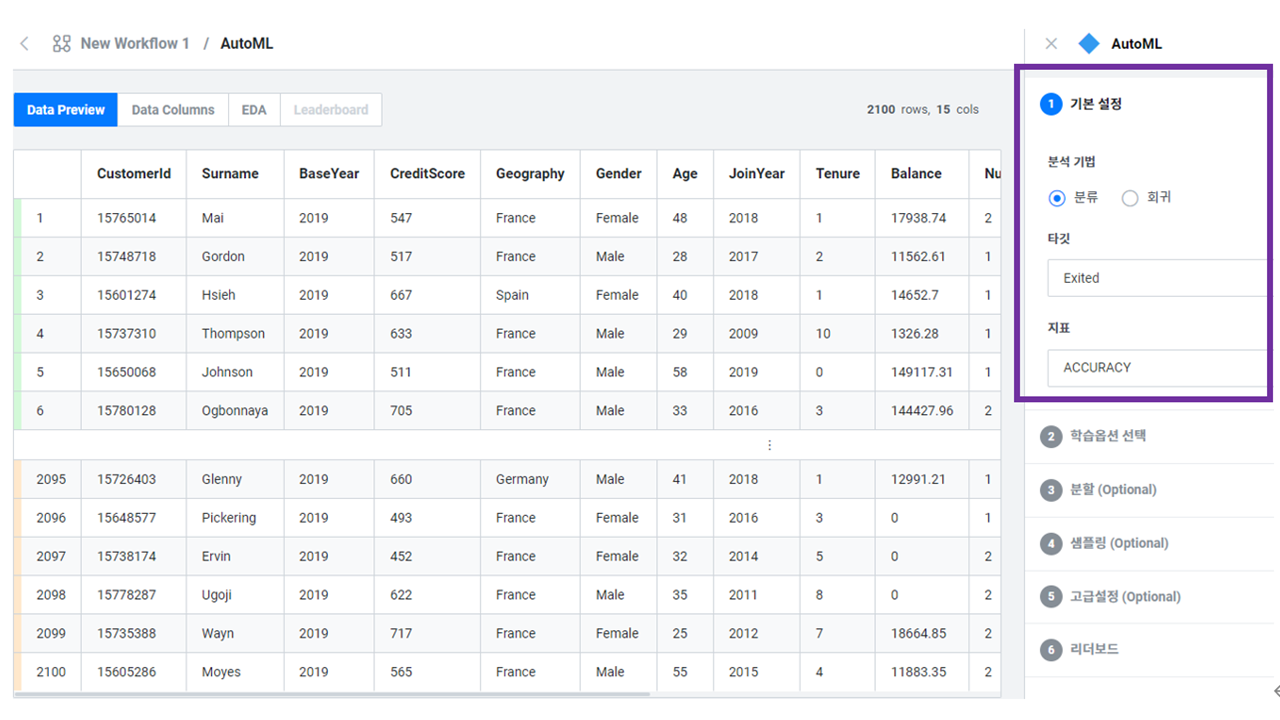 New Workflow 1 / AutoML
Data Preview Data Columns EDA Leaderboard
2100 rows, 15 cols
CustomerId Surname BaseYear CreditScore Geography Gender Age JoinYear Tenure Balance Nu
1 15765014 Mai 2019 547 France Female 48 2018 1 17938.74 2
2 15748718 Gordon 2019 517 France Male 28 2017 2 11562.61 1
3 15601274 Hsieh 2019 667 Spain Female 40 2018 1 14652.7 1
4 15737310 Thompson 2019 633 France Male 29 2009 10 1326.28 1
5 15650068 Johnson 2019 511 France Male 58 2019 0 149117.31 1
6 15780128 Ogbonnaya 2019 705 France Male 33 2016 3 144427.96 2
2095 15726403 Glenny 2019 660 Germany Male 41 2018 1 12991.21 1
2096 15648577 Pickering 2019 493 France Female 31 2016 3 0 1
2097 15738174 Ervin 2019 452 France Female 32 2014 5 0 2
2098 15778287 Ugoji 2019 622 France Male 35 2011 8 0 2
2099 15735388 Wayn 2019 717 France Female 25 2012 7 18664.85 2
2100 15605286 Moyes 2019 565 France Male 55 2015 4 11883.35 2
AutoML
1 기본 설정
분석 기법
분류 회귀
타깃
Exited
지표
ACCURACY
2 학습옵션 선택
3 분할 (Optional)
4 샘플링 (Optional)
5 고급설정 (Optional)
6 리더보드